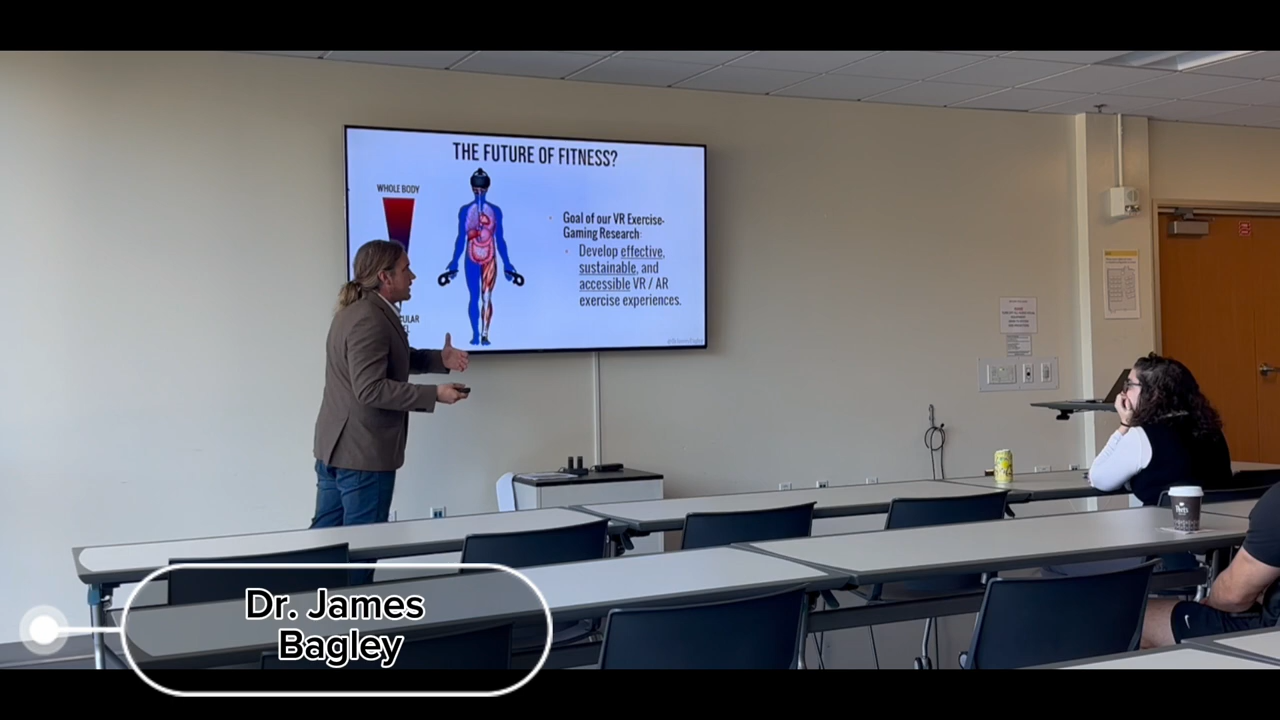 THE FUTURE OF FITNESS?
WHOLE BODY
Goal of our VR Exercise-
Gaming Research:
Develop effective,
sustainable, and
accessible VR / AR
exercise experiences.
Dr. James
Bagley